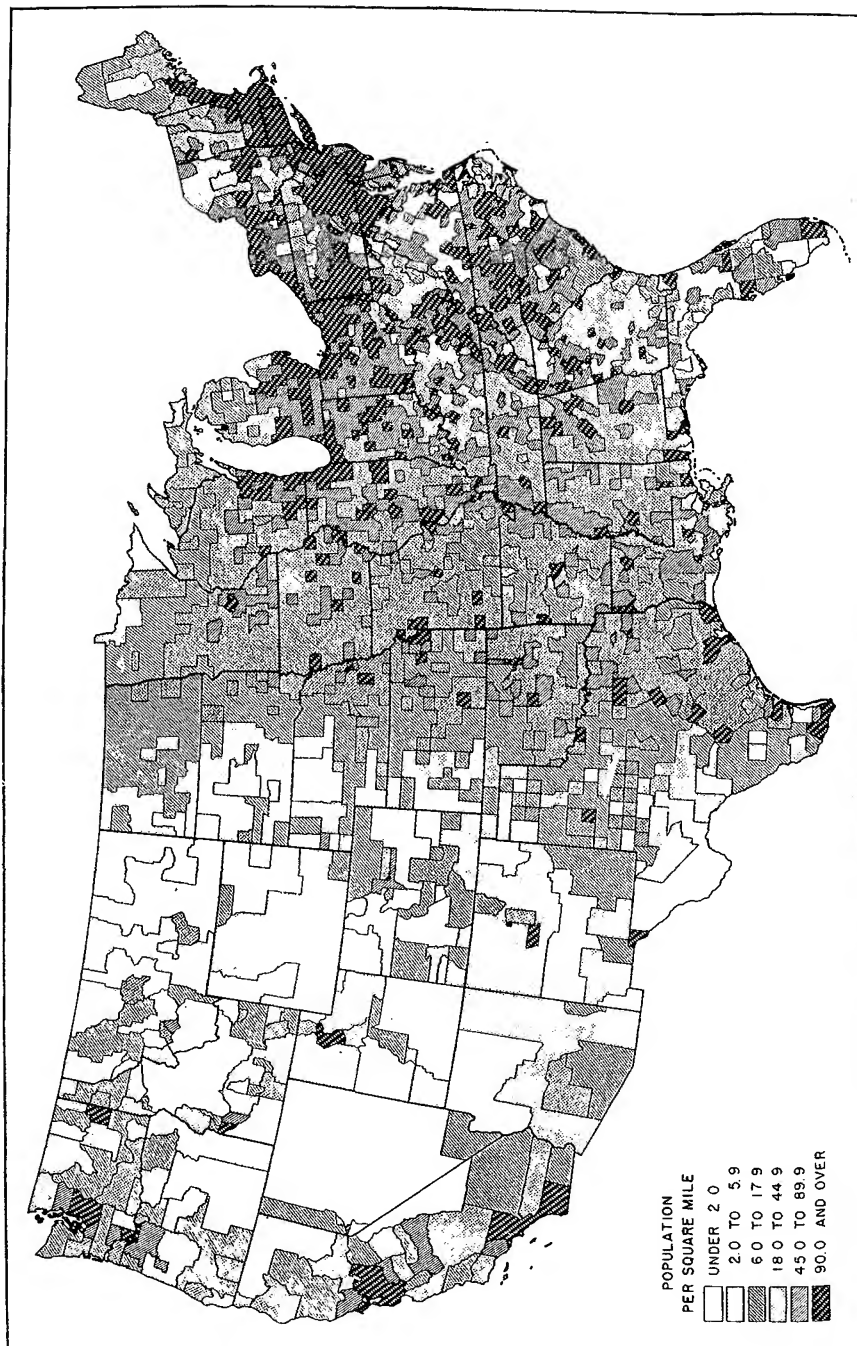 POPULATION
PER SQUARE MILE
UNDER 2 0
2.0 TO 5.9
6 0 TO 17 9
18 0 TO 44 9
45 0 TO 89.9
90.0 AND OVER